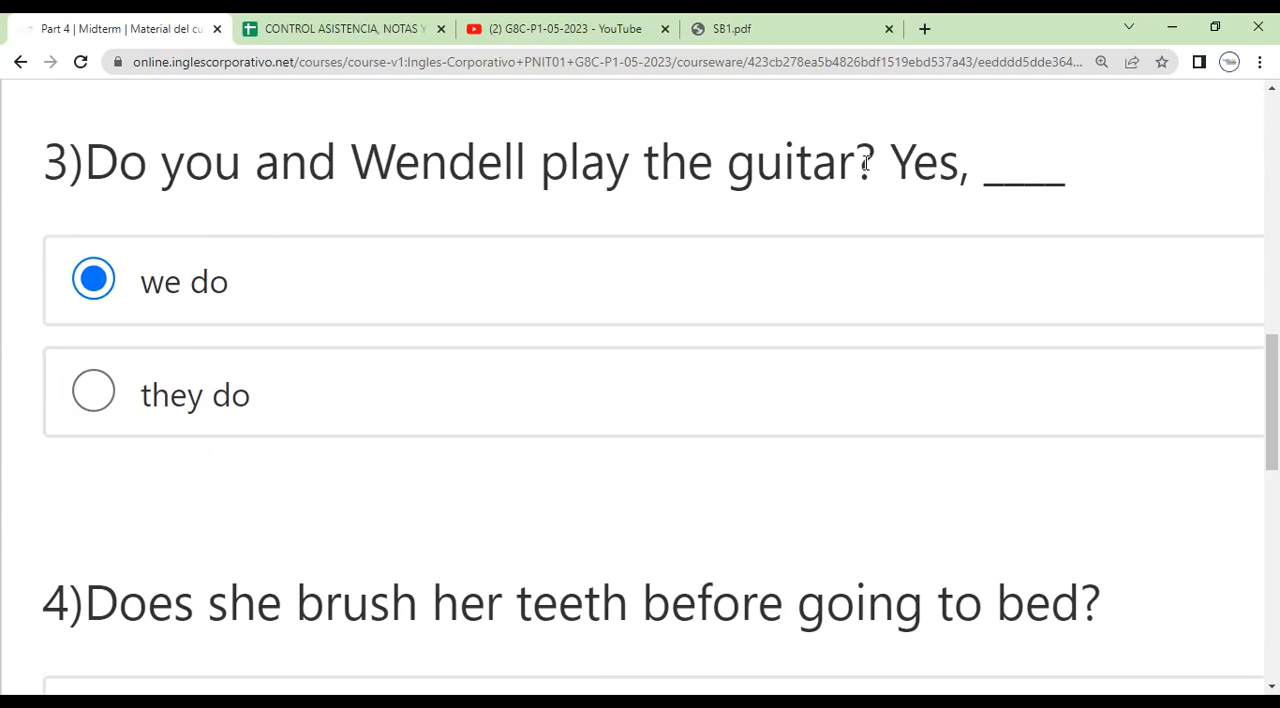 Part 4 | Midterm | Material del cu
CONTROL ASISTENCIA, NOTAS Y
(2) G8C-P1-05-2023 - YouTube
SB1.pdf
online.inglescorporativo.net/courses/course-v1:Ingles-Corporativo+PNIT01+G8C-P1-05-2023/courseware/423cb278ea5b4826bdf1519ebd537a43/eedddd5dde364...
3)Do you and Wendell play the guitar? Yes, ____
we do
they do
4)Does she brush her teeth before going to bed?